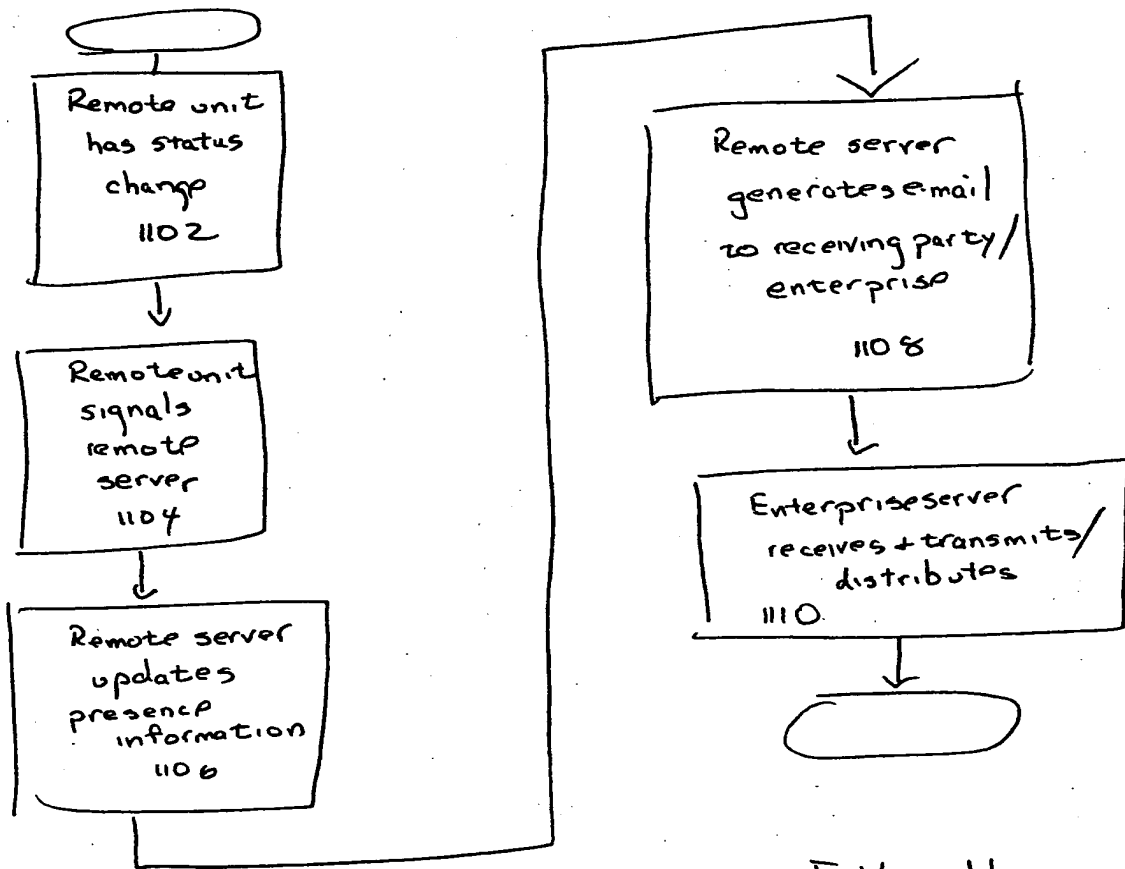 Remote unit
has status
change
1102
Remote unit
signals
remote
server
1104
Remote server
updates
presence
information
1106
Remote server
generates email
to receiving party/
enterprise
1108
Enterprise server
receives + transmits/
distributes
1110